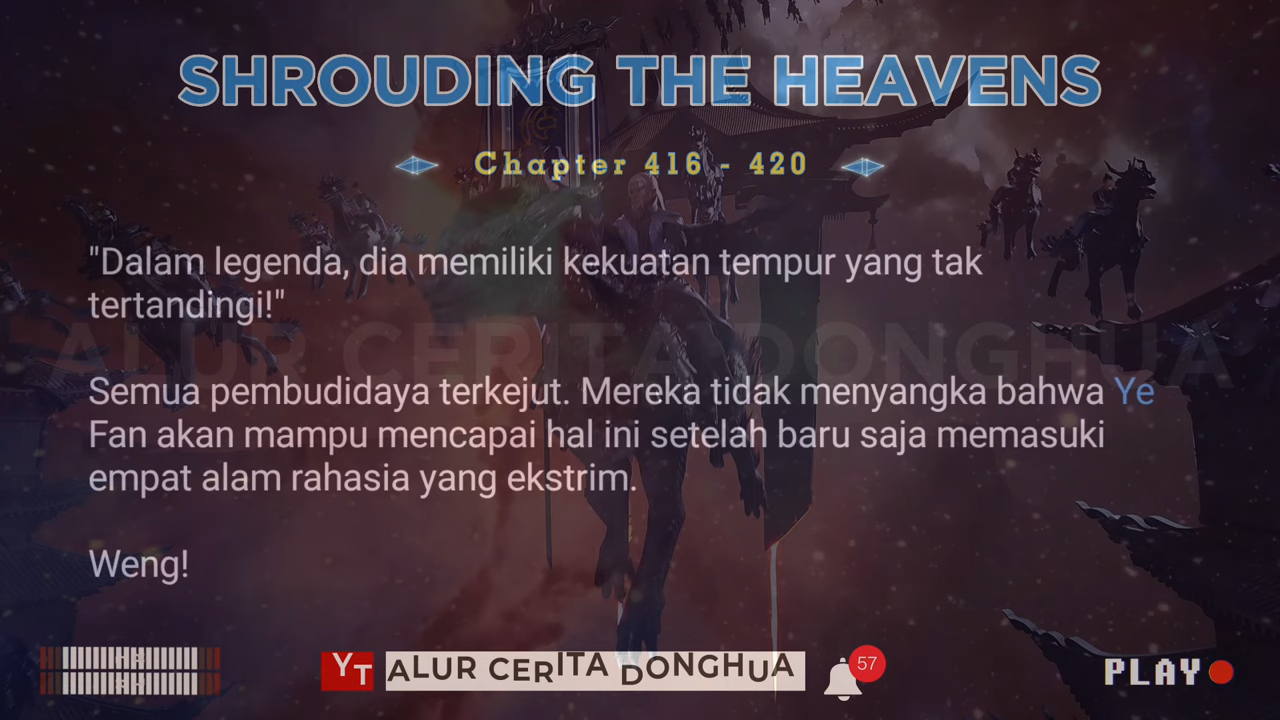 SHROUDING THE HEAVENS
Chapter 416 - 420
"Dalam legenda, dia memiliki kekuatan tempur yang tak
tertandingi!"
Semua pembudidaya terkejut. Mereka tidak menyangka bahwa Ye
Fan akan mampu mencapai hal ini setelah baru saja memasuki
empat alam rahasia yang ekstrim.
Weng!
ALUR CERITA DONGHUA
YT ALUR CERITA DONGHUA
57
PLAY